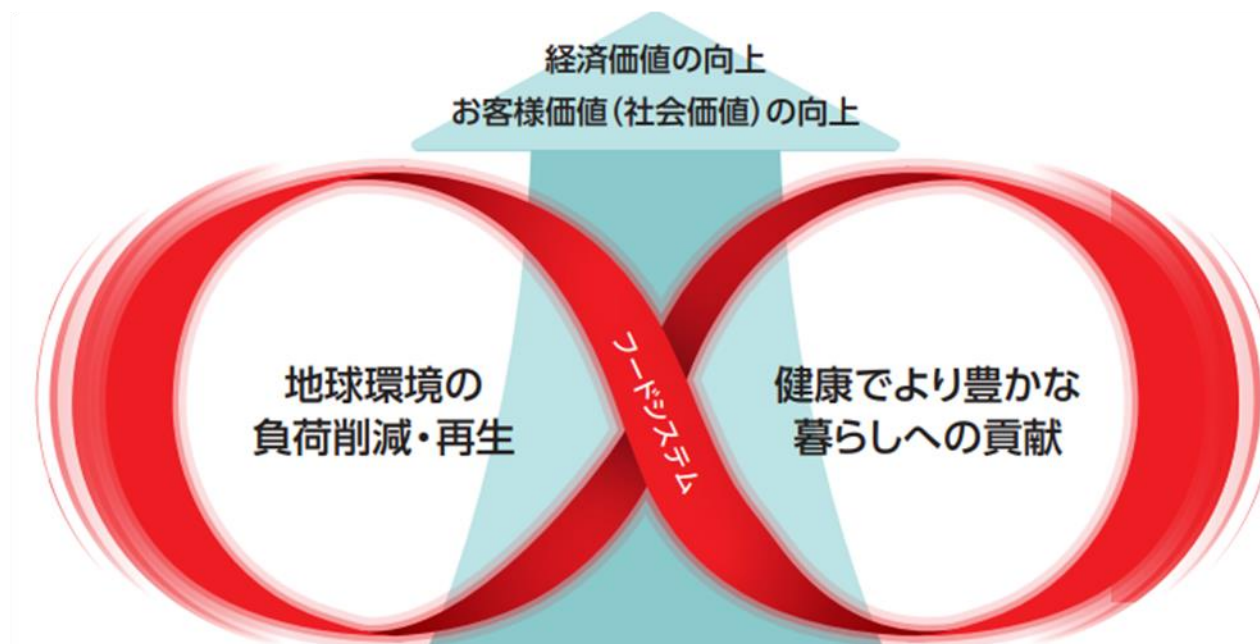 経済価値の向上
お客様価値(社会価値)の向上
地球環境の
負荷削減・再生
フードシステム
健康でより豊かな
暮らしへの貢献